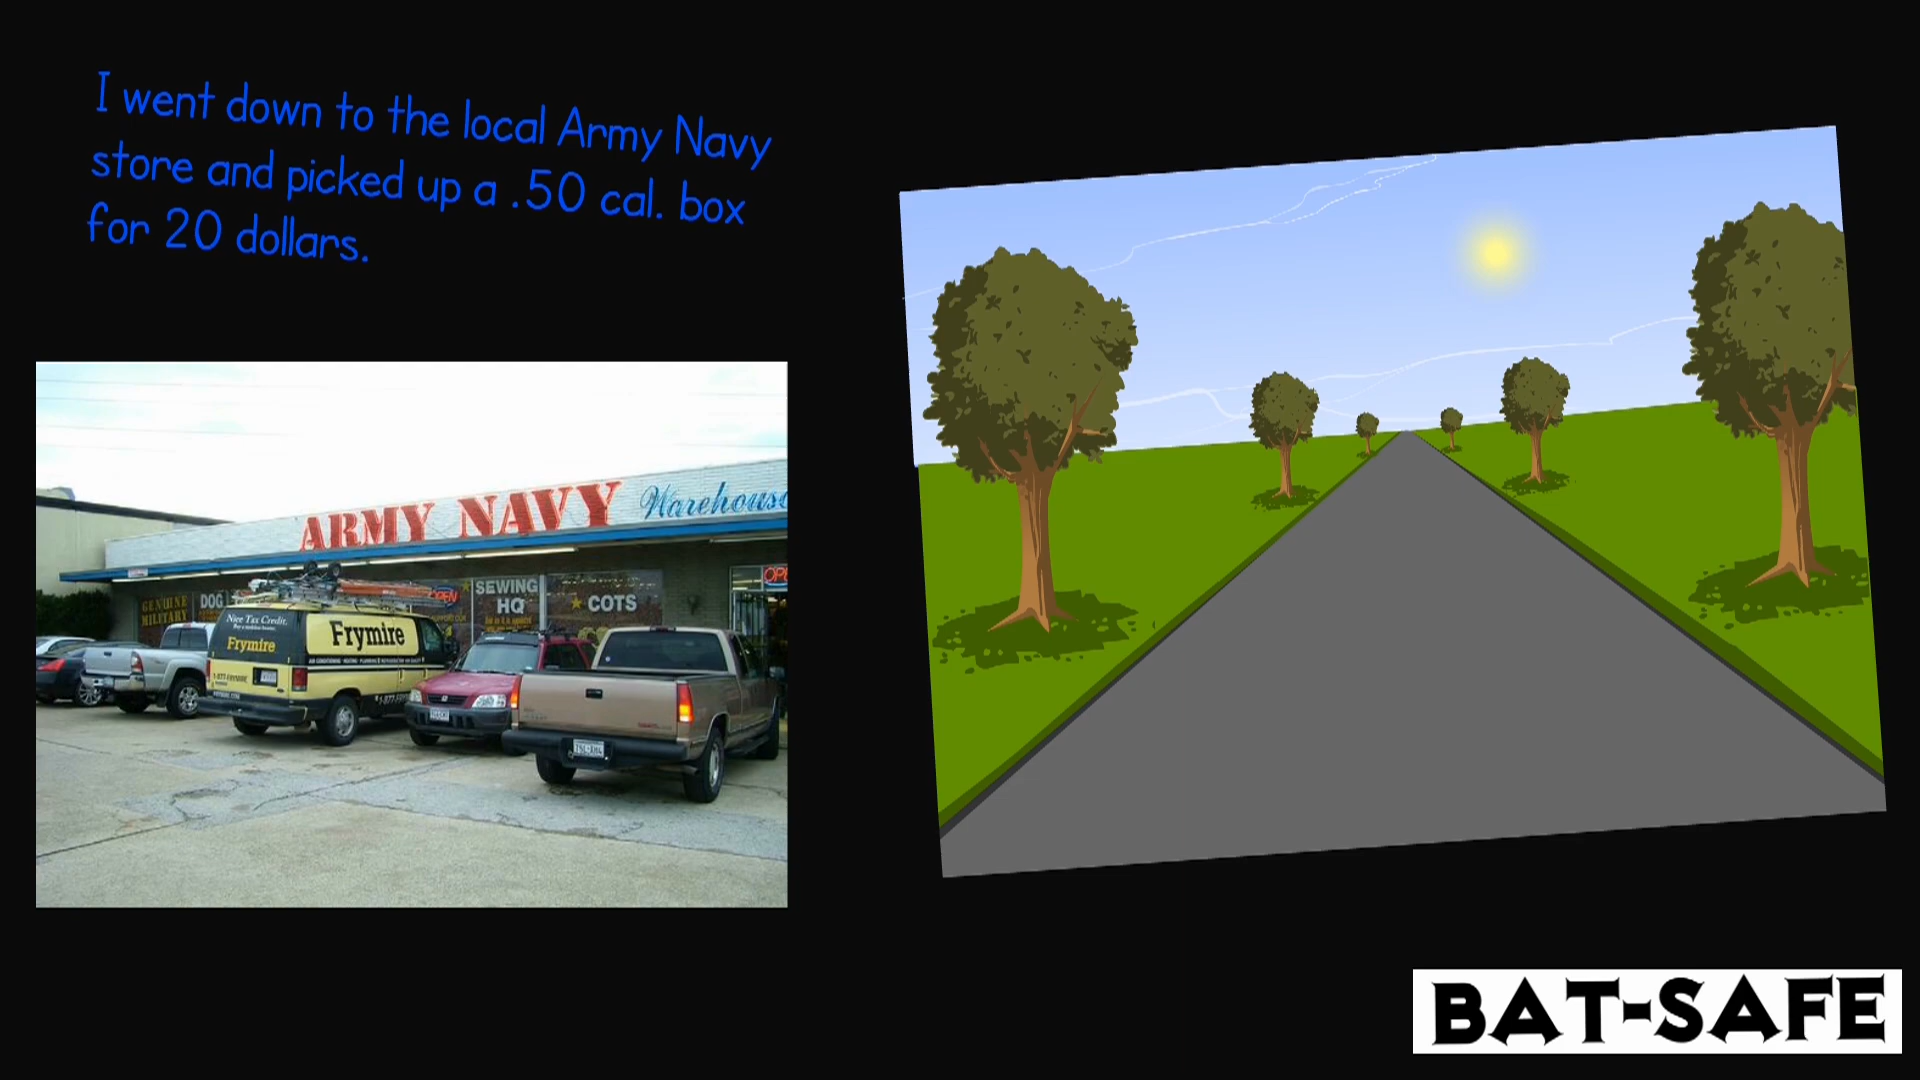 I went down to the local Army Navy
store and picked up a .50 cal. box
for 20 dollars.
ARMY NAVY Warehouse
OPEN
GENUINE
MILITARY
DOG
OPEN
SEWING
HQ
COTS
Nice Tax Credit.
Frymire
Frymire
BAT-SAFE